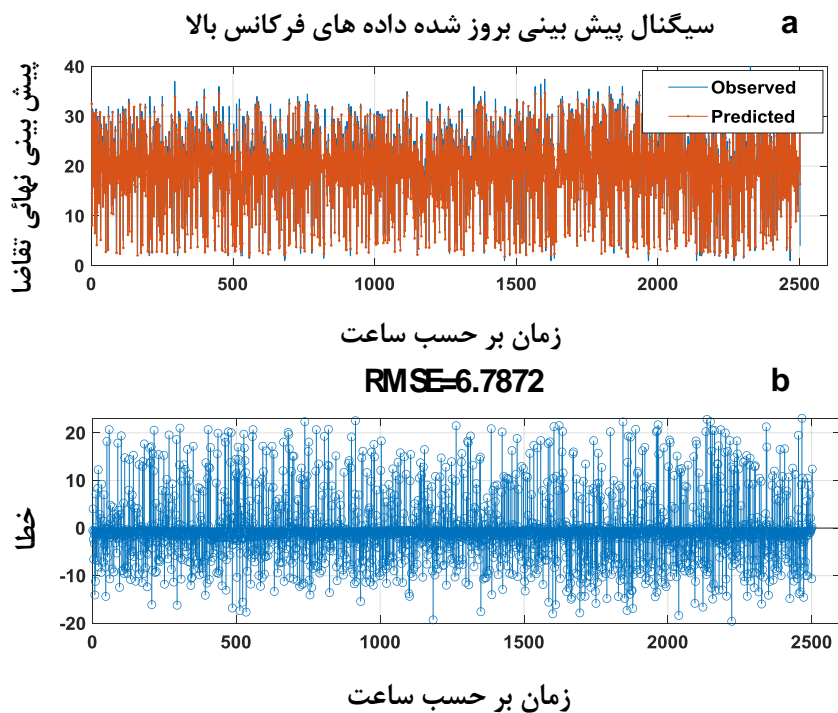 سیگنال پیش بینی بروز شده داده های فرکانس بالا
a
پیش بینی نهائی تقاضا
40
30
20
10
0
Observed
Predicted
0 500 1000 1500 2000 2500
زمان بر حسب ساعت
RMSE=6.7872
b
خطا
20
10
0
-10
-20
0 500 1000 1500 2000 2500
زمان بر حسب ساعت